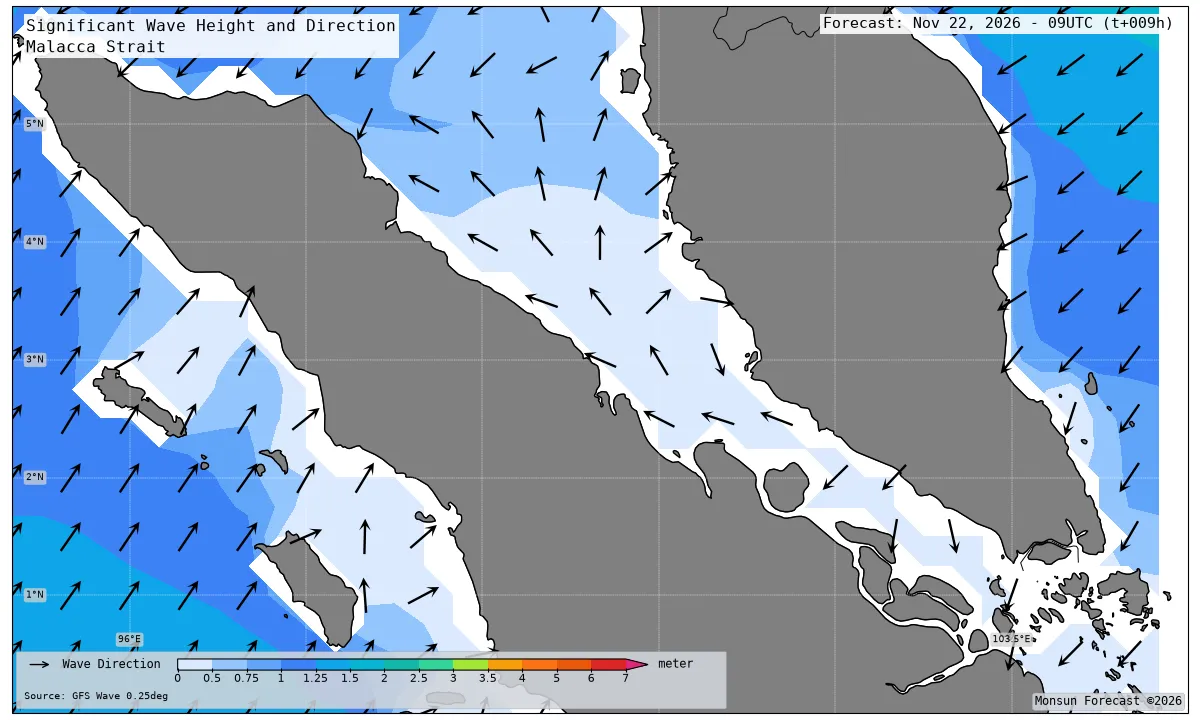 Significant Wave Height and Direction
Malacca Strait
Forecast: Nov 22, 2026 - 09UTC (t+009h)
5°N
4°N
3°N
2°N
1°N
96°E
103.5°E
Wave Direction
meter
0 0.5 0.75 1 1.25 1.5 2 2.5 3 3.5 4 5 6 7
Source: GFS Wave 0.25deg
Monsun Forecast ©2026